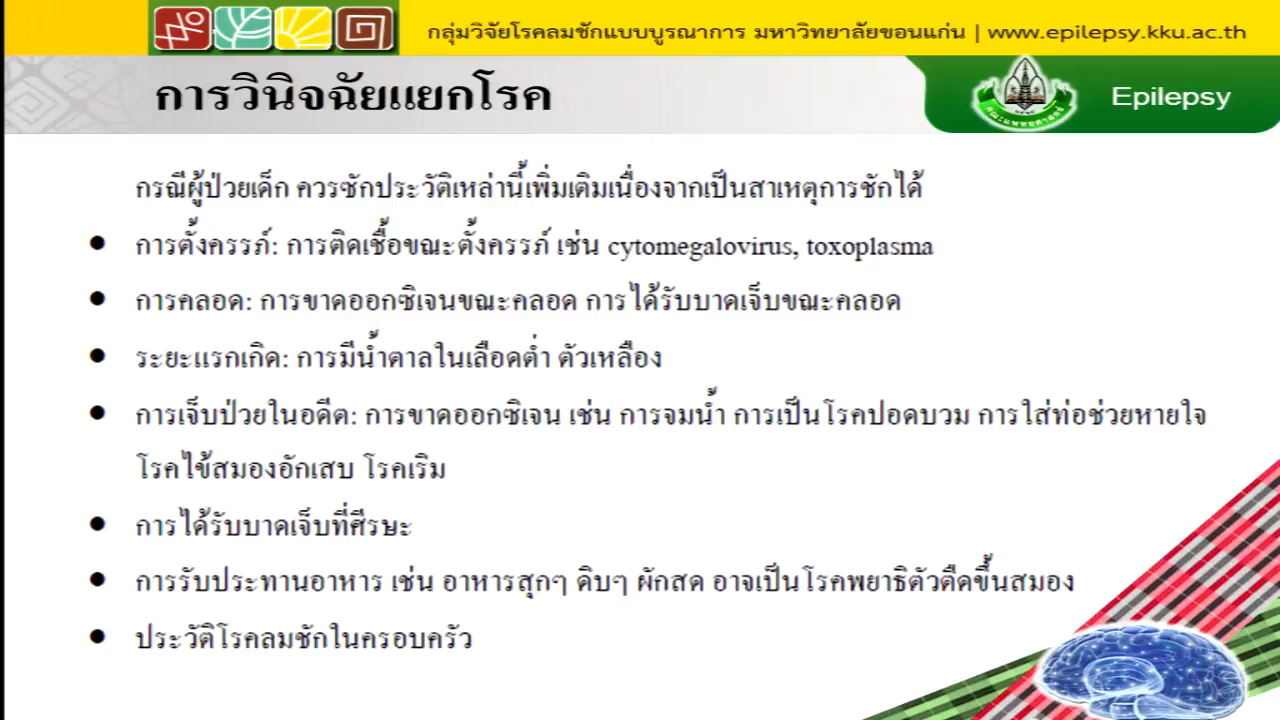 กลุ่มวิจัยโรคลมชักแบบบูรณาการ มหาวิทยาลัยขอนแก่น | www.epilepsy.kku.ac.th
การวินิจฉัยแยกโรค
คณะแพทยศาสตร์
Epilepsy
กรณีผู้ป่วยเด็ก ควรซักประวัติเหล่านี้เพิ่มเติมเนื่องจากเป็นสาเหตุการชักได้
● การตั้งครรภ์: การติดเชื้อขณะตั้งครรภ์ เช่น cytomegalovirus, toxoplasma
● การคลอด: การขาดออกซิเจนขณะคลอด การได้รับบาดเจ็บขณะคลอด
● ระยะแรกเกิด: การมีน้ำตาลในเลือดต่ำ ตัวเหลือง
● การเจ็บป่วยในอดีต: การขาดออกซิเจน เช่น การจมน้ำ การเป็นโรคปอดบวม การใส่ท่อช่วยหายใจ
โรคไข้สมองอักเสบ โรคเริม
● การได้รับบาดเจ็บที่ศีรษะ
● การรับประทานอาหาร เช่น อาหารสุกๆ ดิบๆ ผักสด อาจเป็นโรคพยาธิตัวตืดขึ้นสมอง
● ประวัติโรคลมชักในครอบครัว